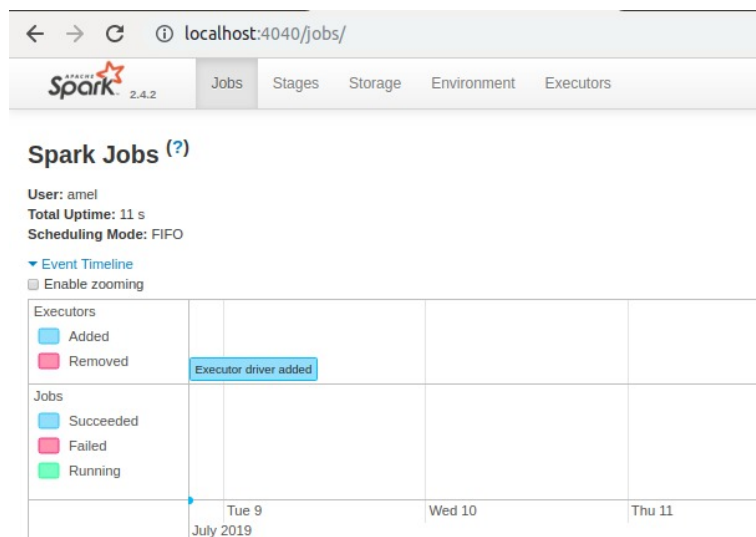 localhost:4040/jobs/
APACHE
Spark 2.4.2 Jobs Stages Storage Environment Executors
Spark Jobs (?)
User: amel
Total Uptime: 11 s
Scheduling Mode: FIFO
Event Timeline
Enable zooming
Executors
Added
Removed
Executor driver added
Jobs
Succeeded
Failed
Running
Tue 9 Wed 10 Thu 11
July 2019